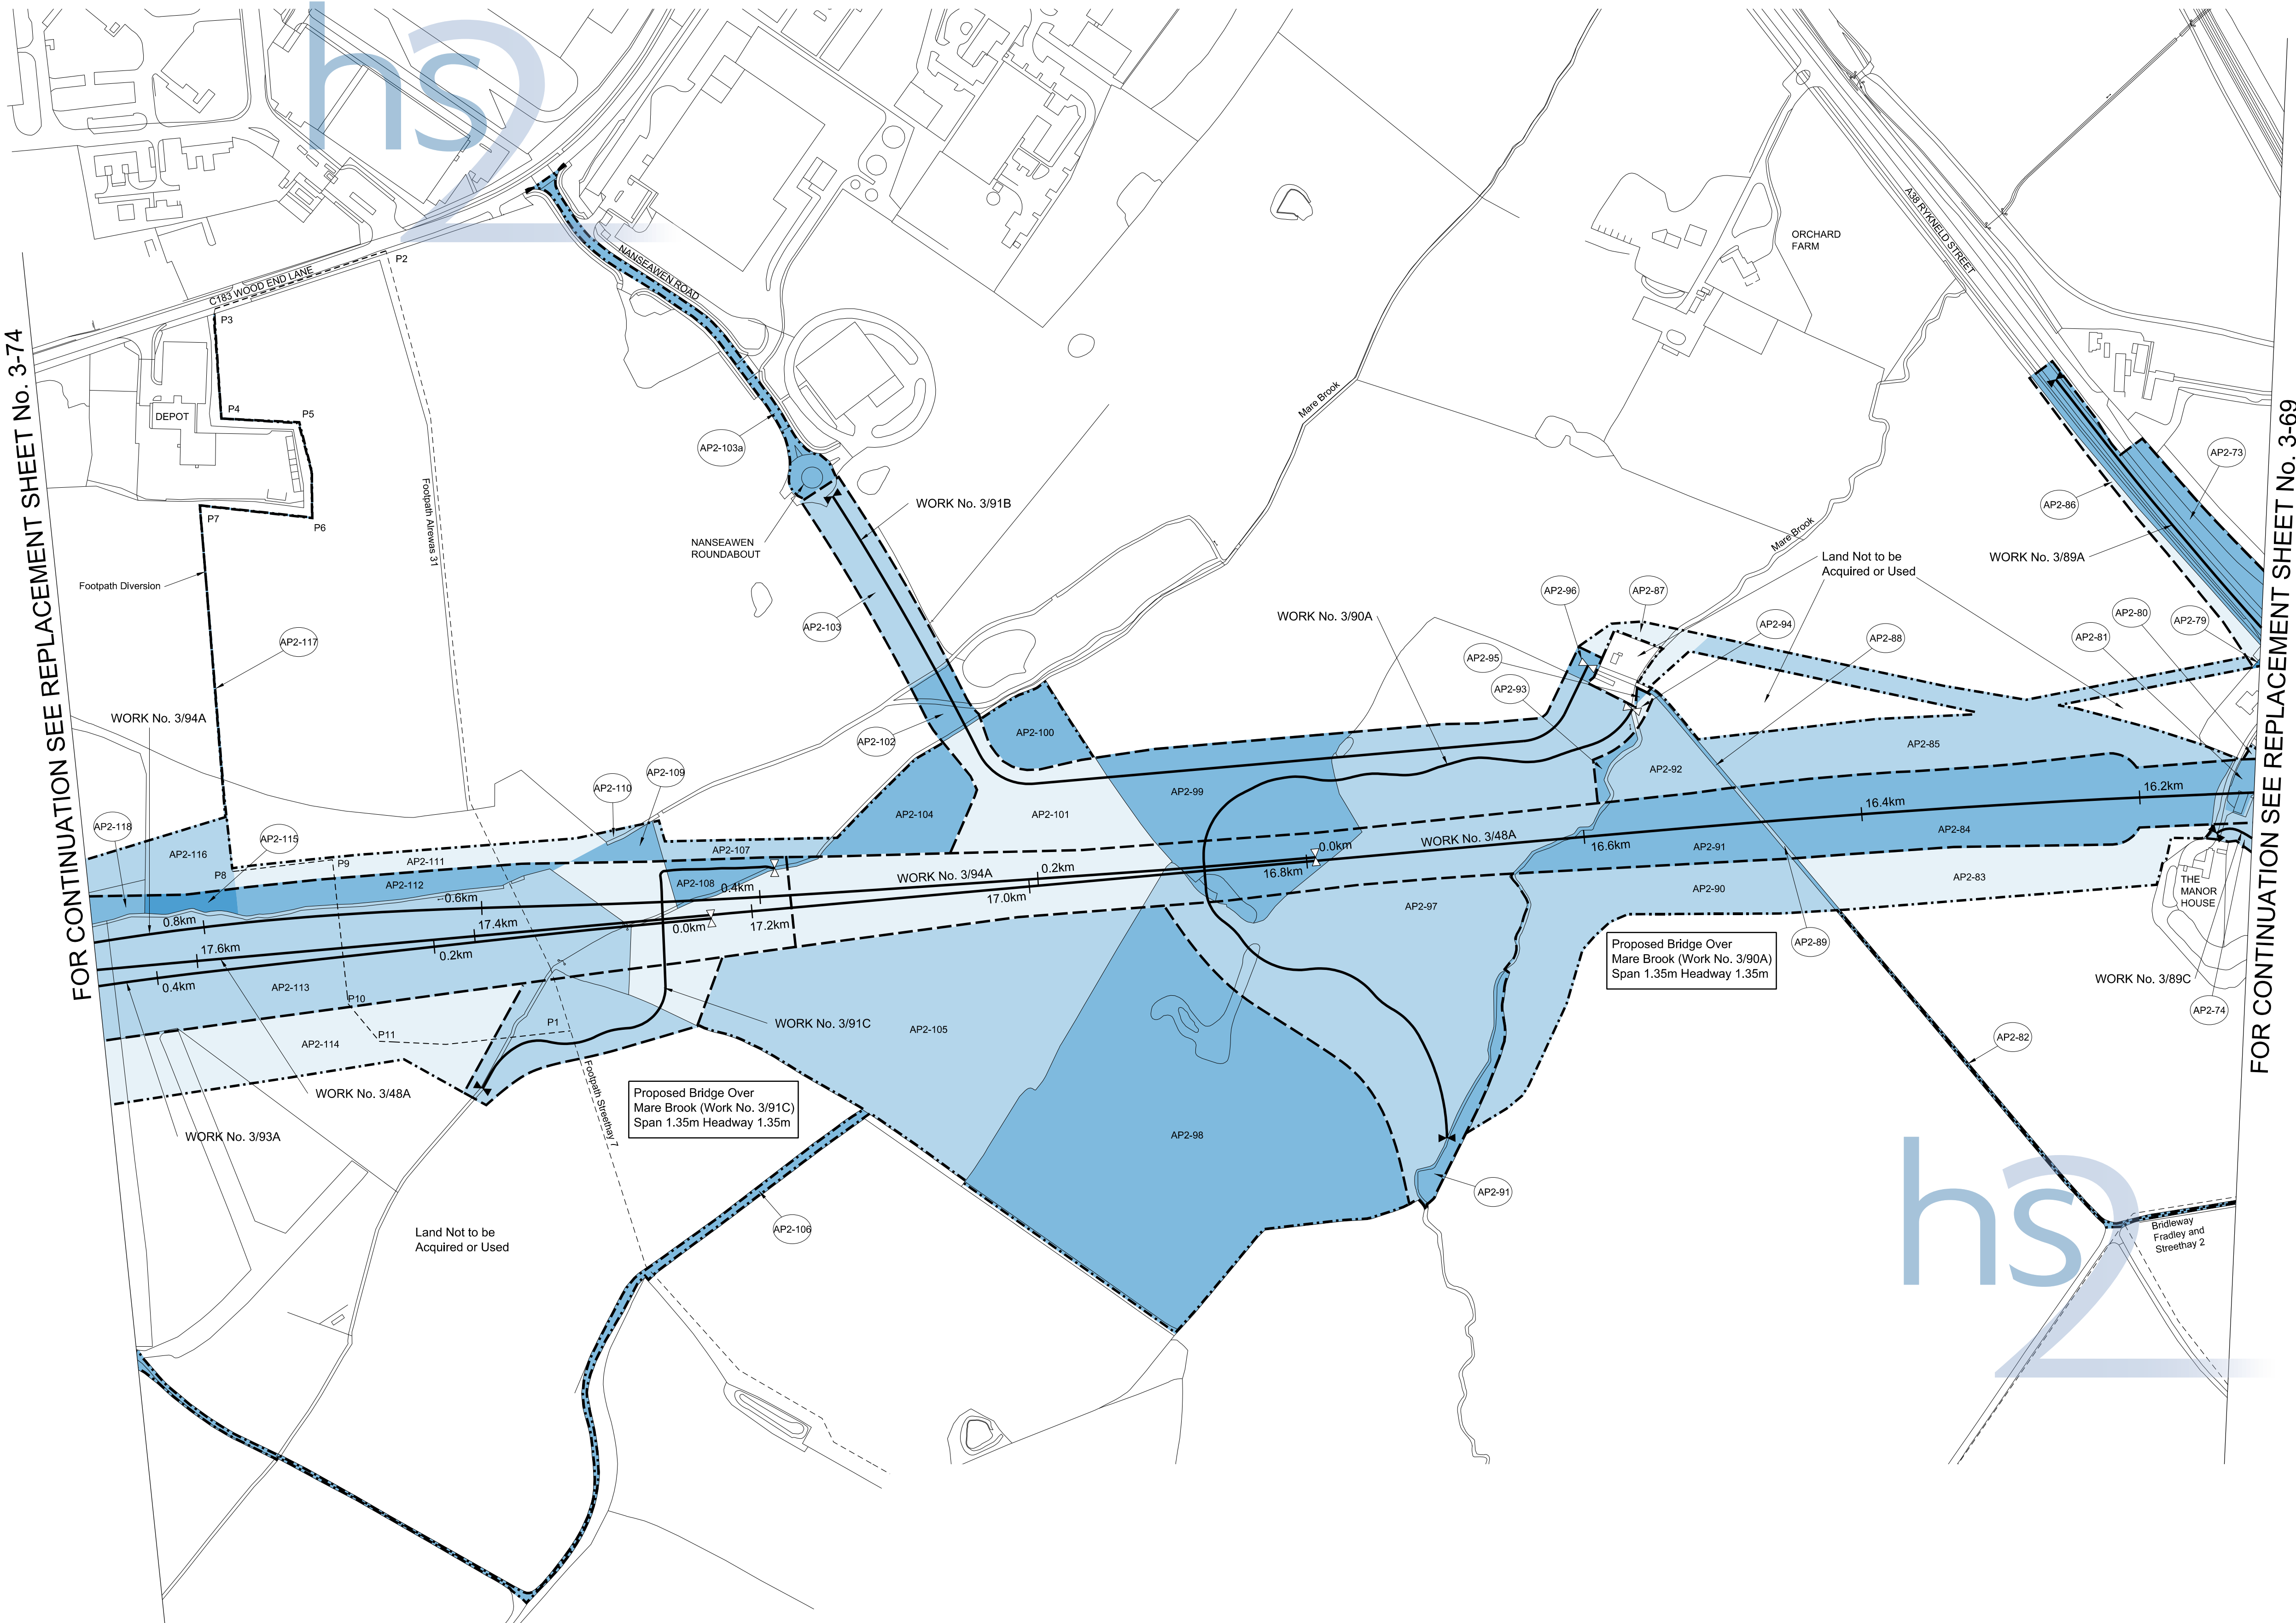 hs2
FOR CONTINUATION SEE REPLACEMENT SHEET No. 3-74
FOR CONTINUATION SEE REPLACEMENT SHEET No. 3-69
C183 WOOD END LANE
P2
P3
P4
P5
P6
P7
DEPOT
Footpath Alrewas 31
Footpath Diversion
AP2-117
WORK No. 3/94A
NANSEAWEN ROAD
AP2-103a
NANSEAWEN
ROUNDABOUT
WORK No. 3/91B
AP2-103
AP2-102
Mare Brook
ORCHARD
FARM
A38 RYKNELD STREET
AP2-73
AP2-86
WORK No. 3/89A
Mare Brook
Land Not to be
Acquired or Used
AP2-96
AP2-87
WORK No. 3/90A
AP2-95
AP2-94
AP2-93
AP2-88
AP2-81
AP2-80
AP2-79
AP2-118
AP2-116
AP2-115
P8
P9
AP2-111
AP2-112
AP2-110
AP2-109
AP2-107
AP2-108
AP2-104
AP2-100
AP2-101
AP2-99
AP2-92
AP2-85
AP2-84
AP2-91
AP2-90
AP2-83
AP2-97
16.2km
16.4km
WORK No. 3/48A
16.6km
0.0km
16.8km
0.2km
WORK No. 3/94A
17.0km
0.4km
17.2km
0.0km
0.6km
17.4km
0.2km
0.8km
17.6km
0.4km
AP2-113
P10
P11
P1
AP2-114
WORK No. 3/48A
WORK No. 3/93A
WORK No. 3/91C
AP2-105
Footpath Streethay 7
Proposed Bridge Over
Mare Brook (Work No. 3/91C)
Span 1.35m Headway 1.35m
Proposed Bridge Over
Mare Brook (Work No. 3/90A)
Span 1.35m Headway 1.35m
AP2-89
THE
MANOR
HOUSE
WORK No. 3/89C
AP2-74
AP2-82
AP2-98
AP2-91
AP2-106
Land Not to be
Acquired or Used
Bridleway
Fradley and
Streethay 2
hs2